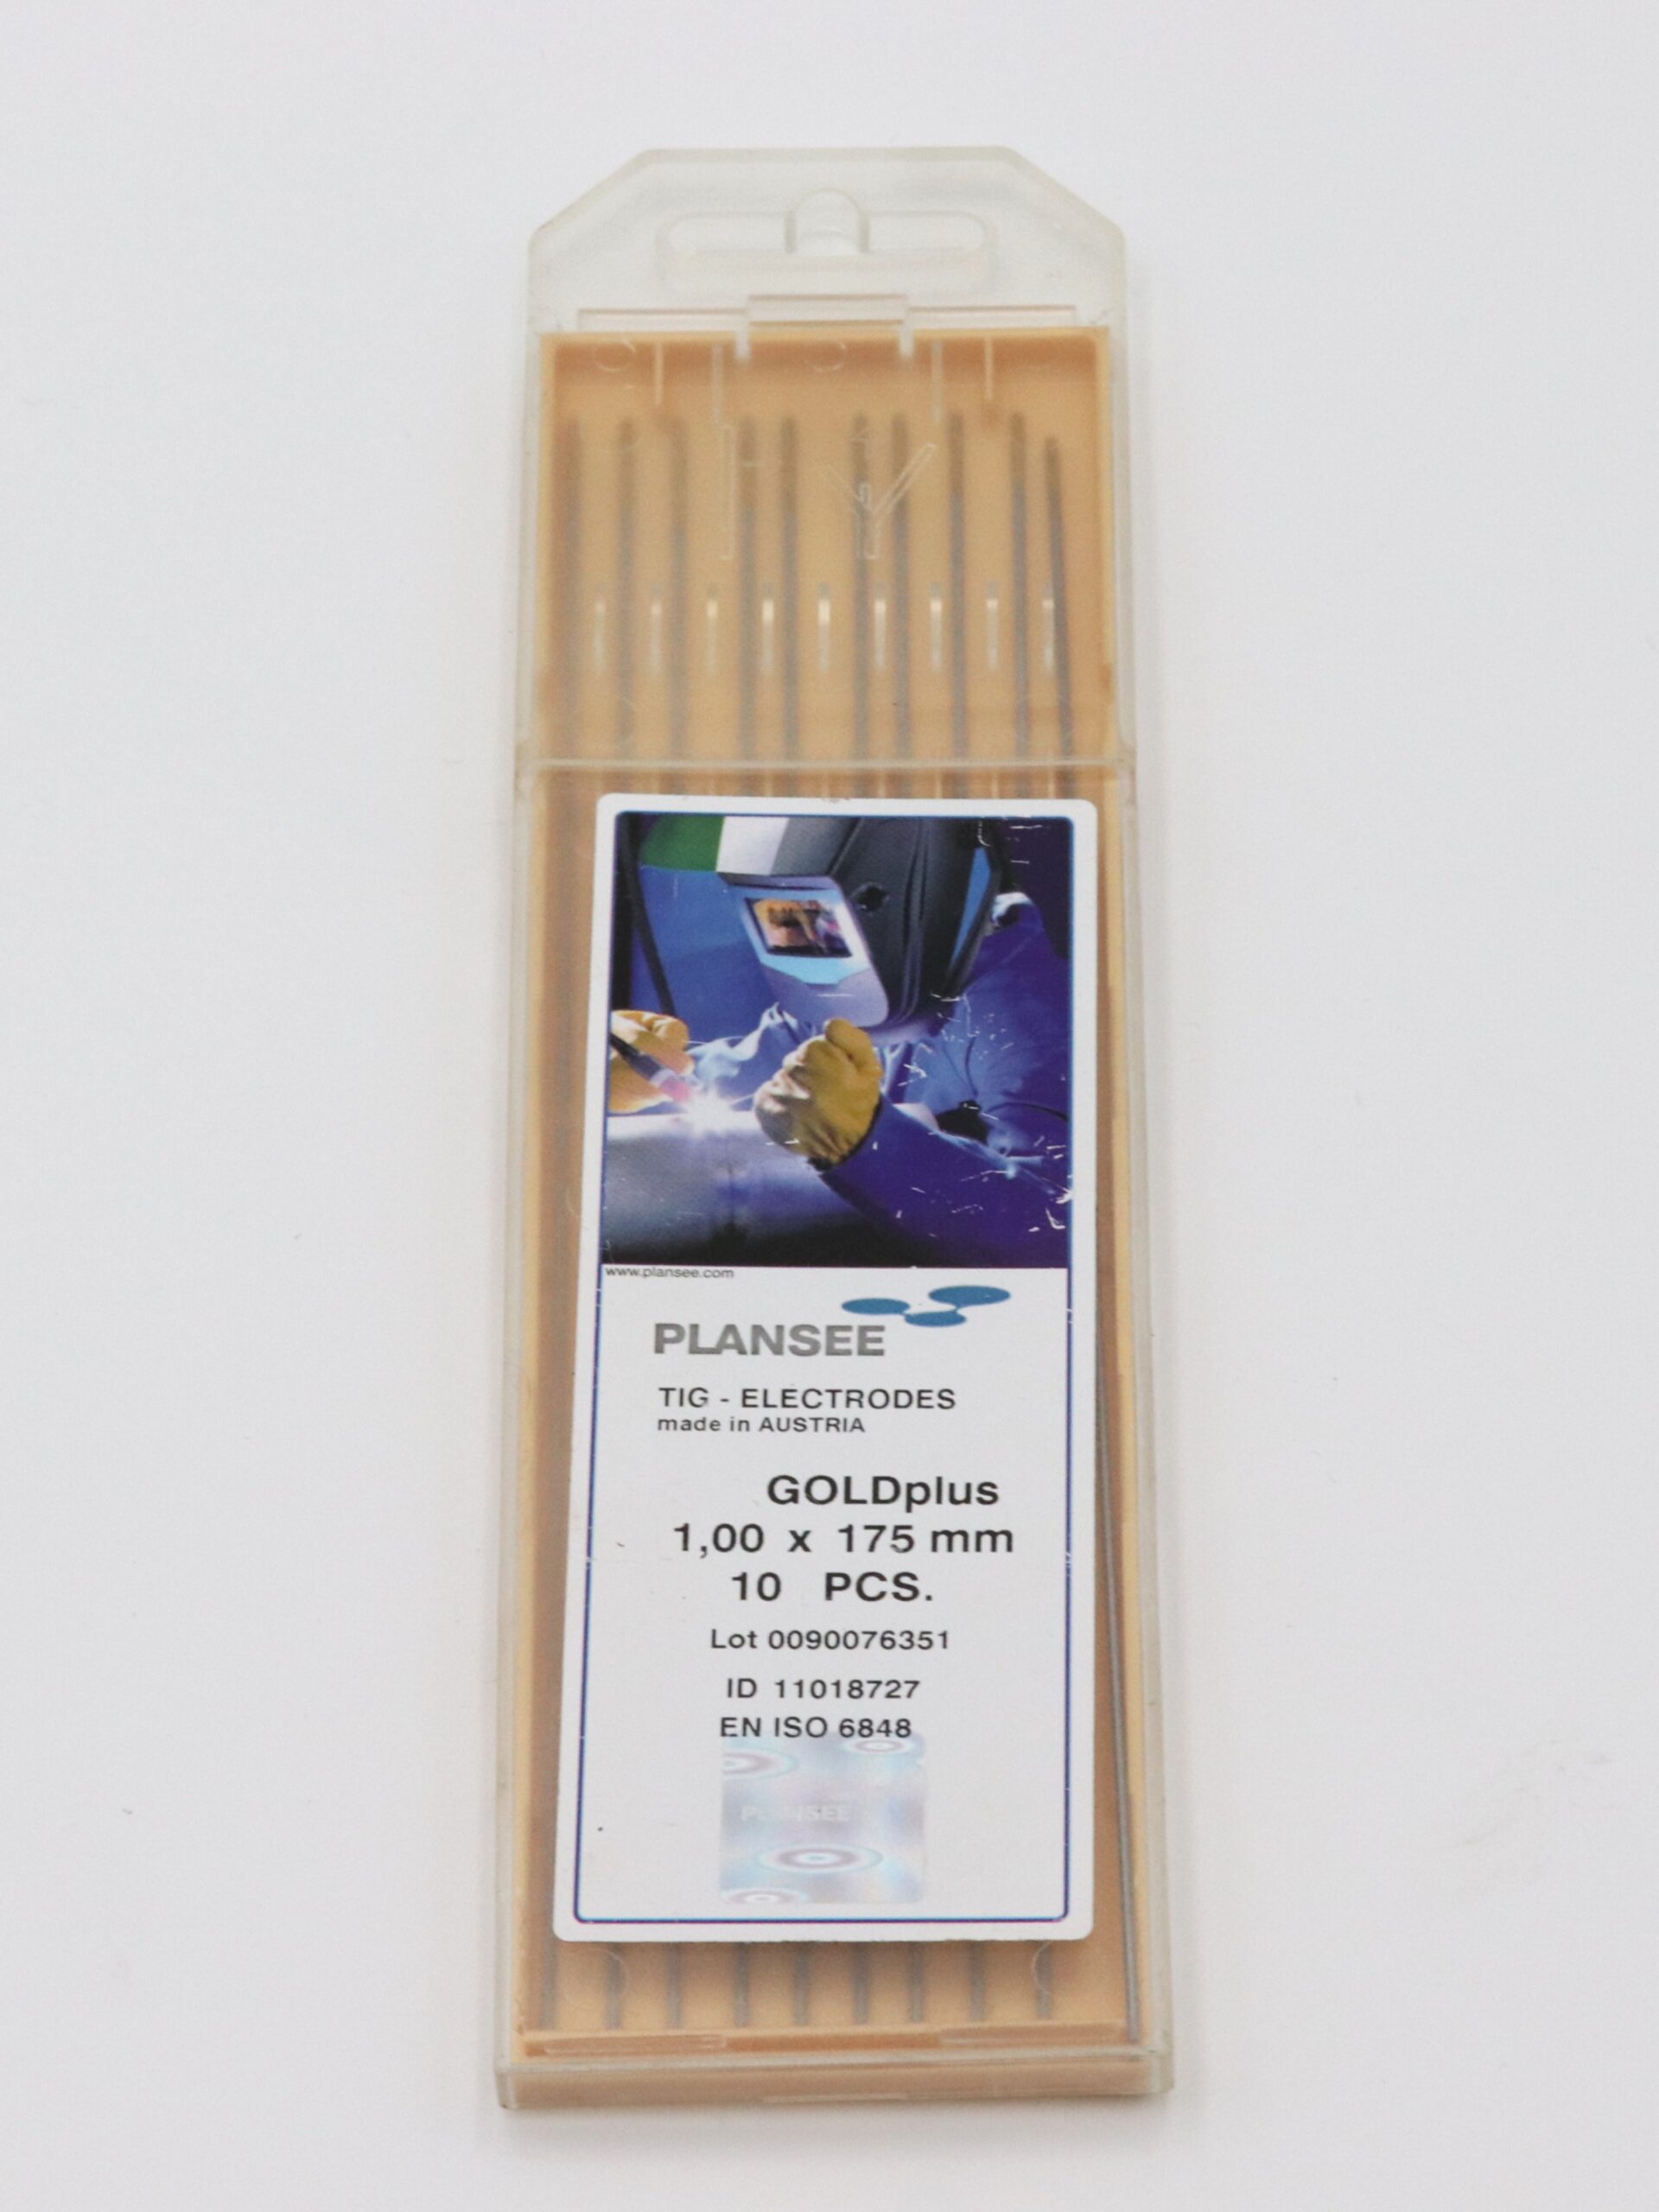 www.plansee.com
PLANSEE
TIG - ELECTRODES
made in AUSTRIA
GOLDplus
1,00 x 175 mm
10 PCS.
Lot 0090076351
ID 11018727
EN ISO 6848
PLANSEE